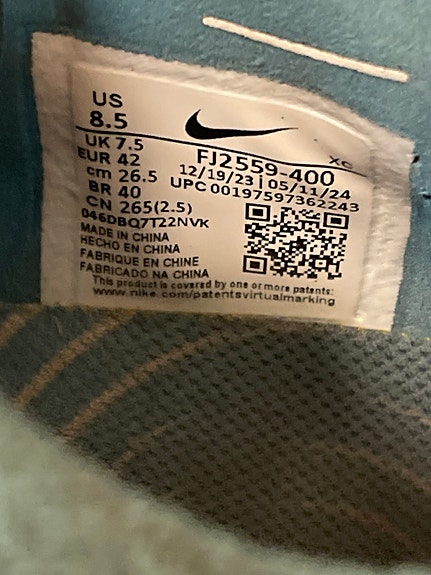 US
8.5
UK 7.5
EUR 42
cm 26.5
BR 40
CN 265(2.5)
XC
FJ2559-400
12/19/23 | 05/11/24
UPC 00197597362243
046DBQ7T22NVK
MADE IN CHINA
HECHO EN CHINA
FABRIQUE EN CHINE
FABRICADO NA CHINA
This product is covered by one or more patents:
www.nike.com/patentsvirtualmarking